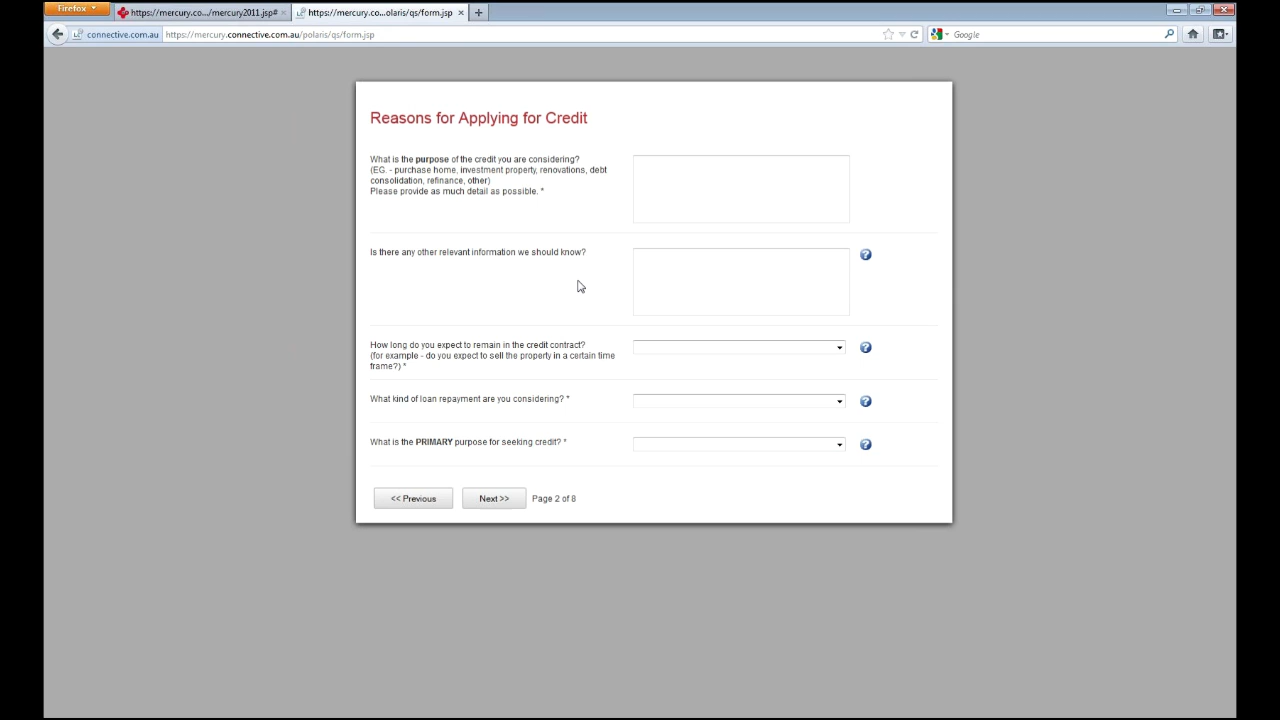 Firefox
https://mercury.co.../mercury2011.jsp#
https://mercury.co...olaris/qs/form.jsp
connective.com.au
https://mercury.connective.com.au/polaris/qs/form.jsp
Google
Reasons for Applying for Credit
What is the purpose of the credit you are considering?
(EG. - purchase home, investment property, renovations, debt
consolidation, refinance, other)
Please provide as much detail as possible. *
Is there any other relevant information we should know?
?
How long do you expect to remain in the credit contract?
(for example - do you expect to sell the property in a certain time
frame?) *
?
What kind of loan repayment are you considering? *
?
What is the PRIMARY purpose for seeking credit? *
?
<< Previous
Next >>
Page 2 of 8